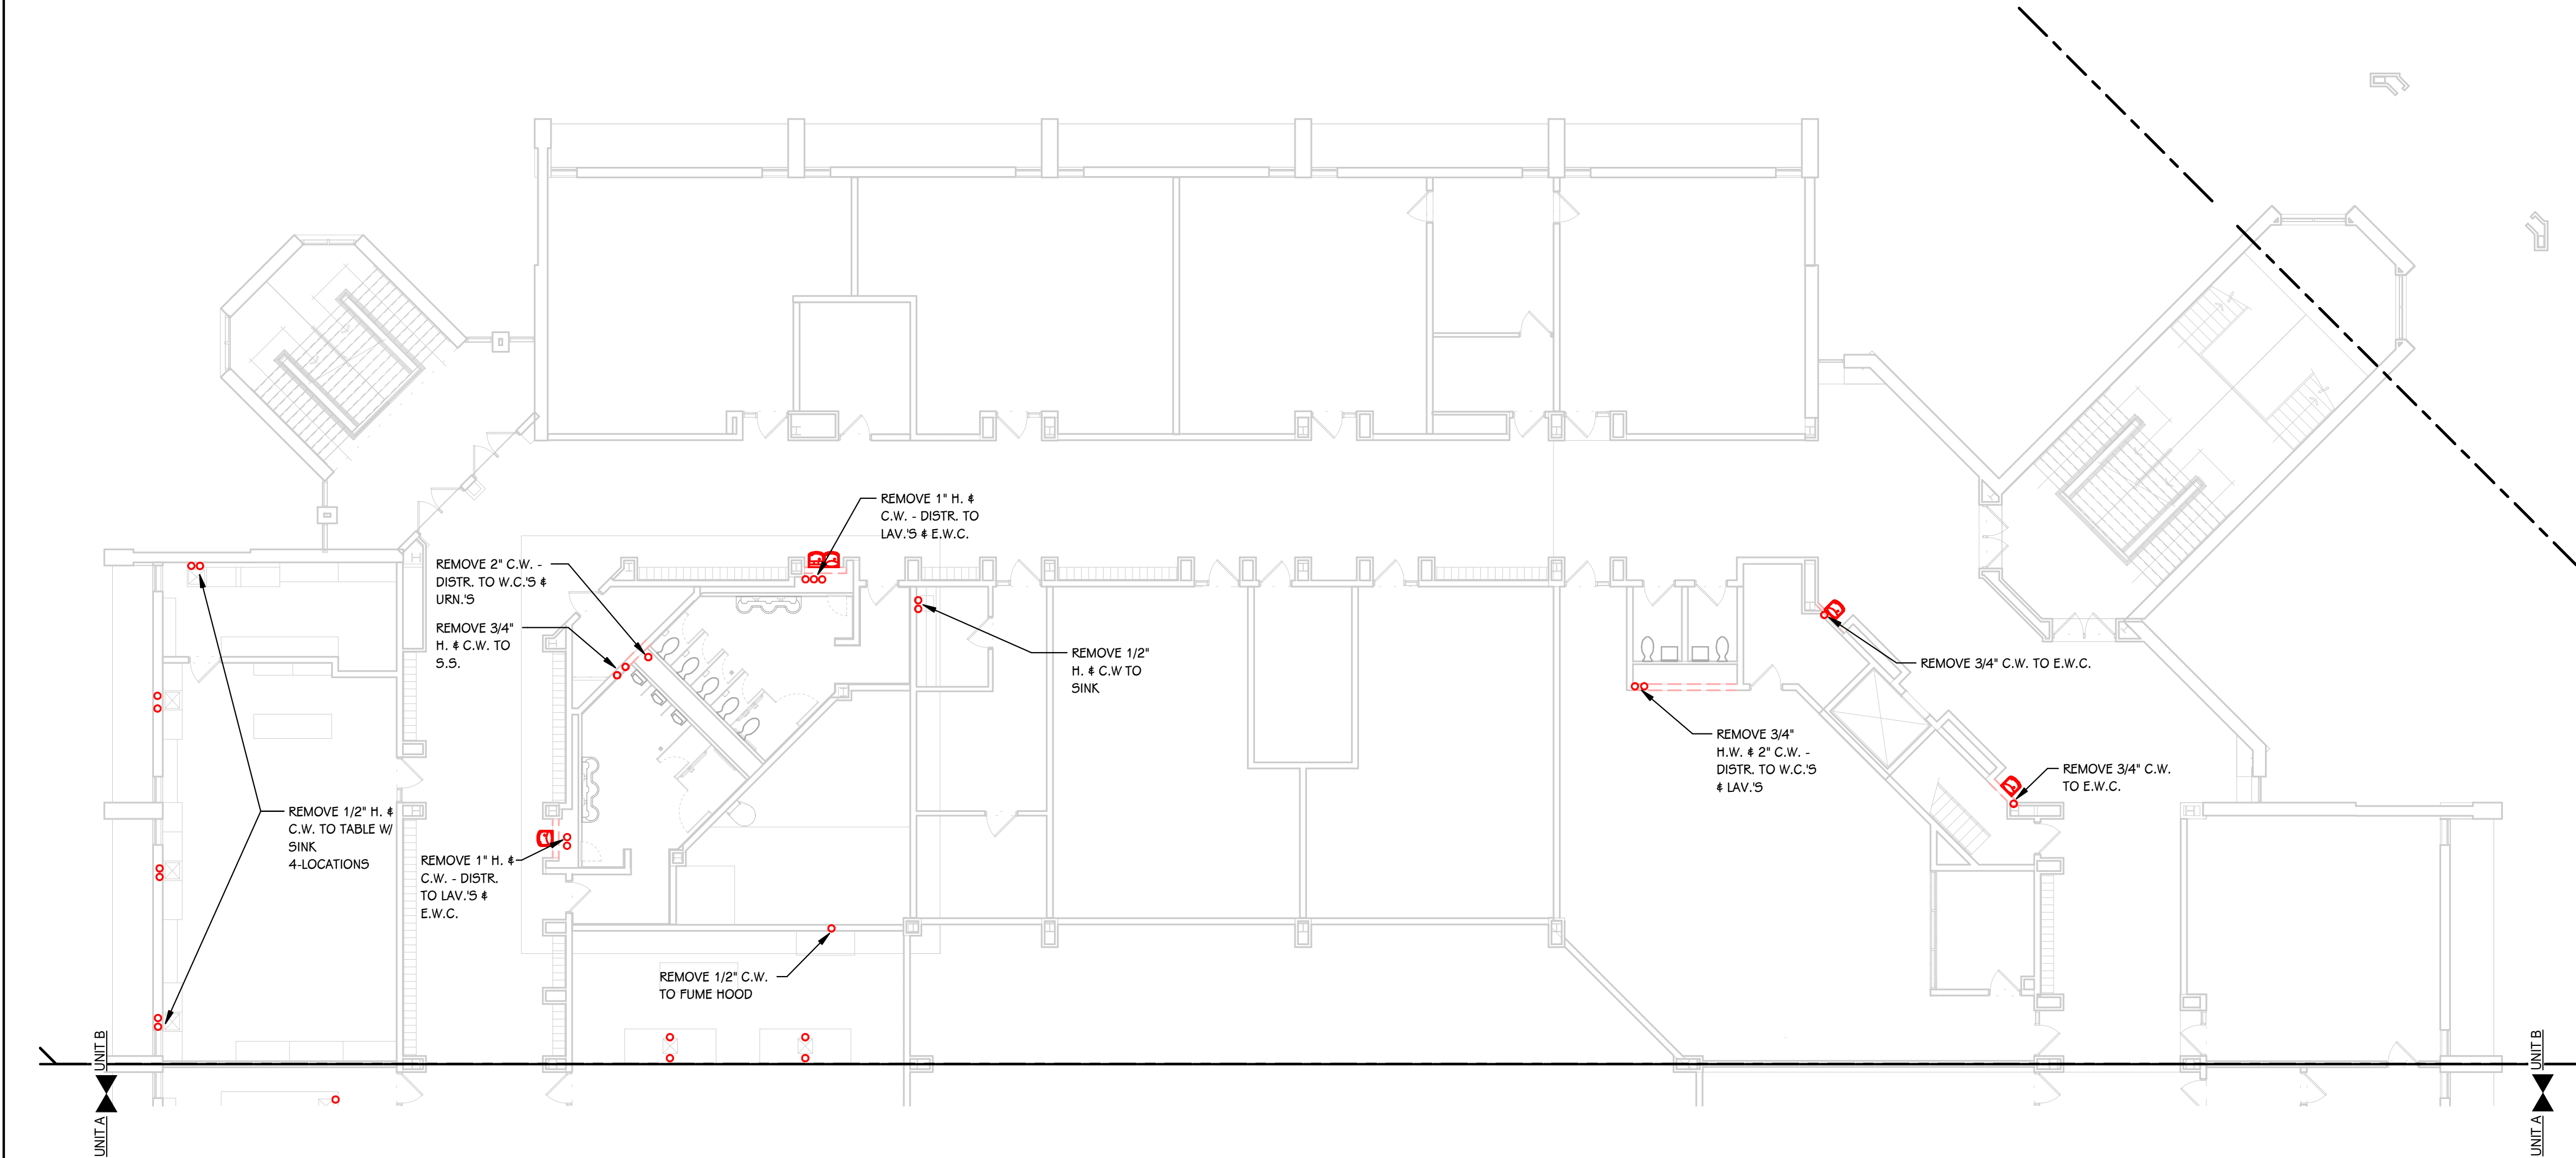 REMOVE 1" H. &
C.W. - DISTR. TO
LAV.'S & E.W.C.
REMOVE 2" C.W. -
DISTR. TO W.C.'S &
URN.'S
REMOVE 3/4"
H. & C.W. TO
S.S.
REMOVE 1/2"
H. & C.W TO
SINK
REMOVE 3/4" C.W. TO E.W.C.
REMOVE 3/4"
H.W. & 2" C.W. -
DISTR. TO W.C.'S
& LAV.'S
REMOVE 3/4" C.W.
TO E.W.C.
REMOVE 1/2" H. &
C.W. TO TABLE W/
SINK
4-LOCATIONS
REMOVE 1" H. &
C.W. - DISTR.
TO LAV.'S &
E.W.C.
REMOVE 1/2" C.W.
TO FUME HOOD
UNIT B
UNIT A
UNIT B
UNIT A